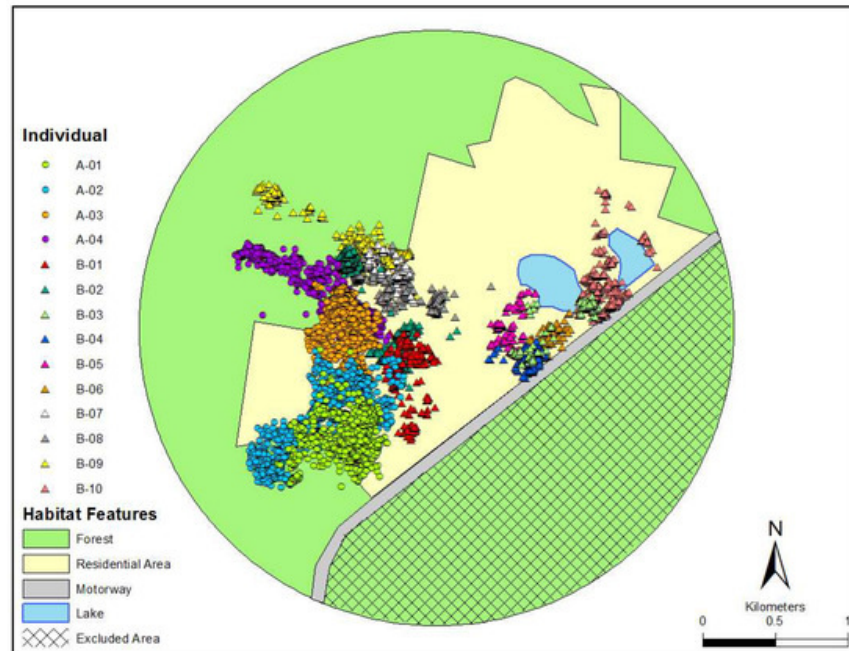 Individual
A-01
A-02
A-03
A-04
B-01
B-02
B-03
B-04
B-05
B-06
B-07
B-08
B-09
B-10
Habitat Features
Forest
Residential Area
Motorway
Lake
Excluded Area
N
Kilometers
0 0.5 1